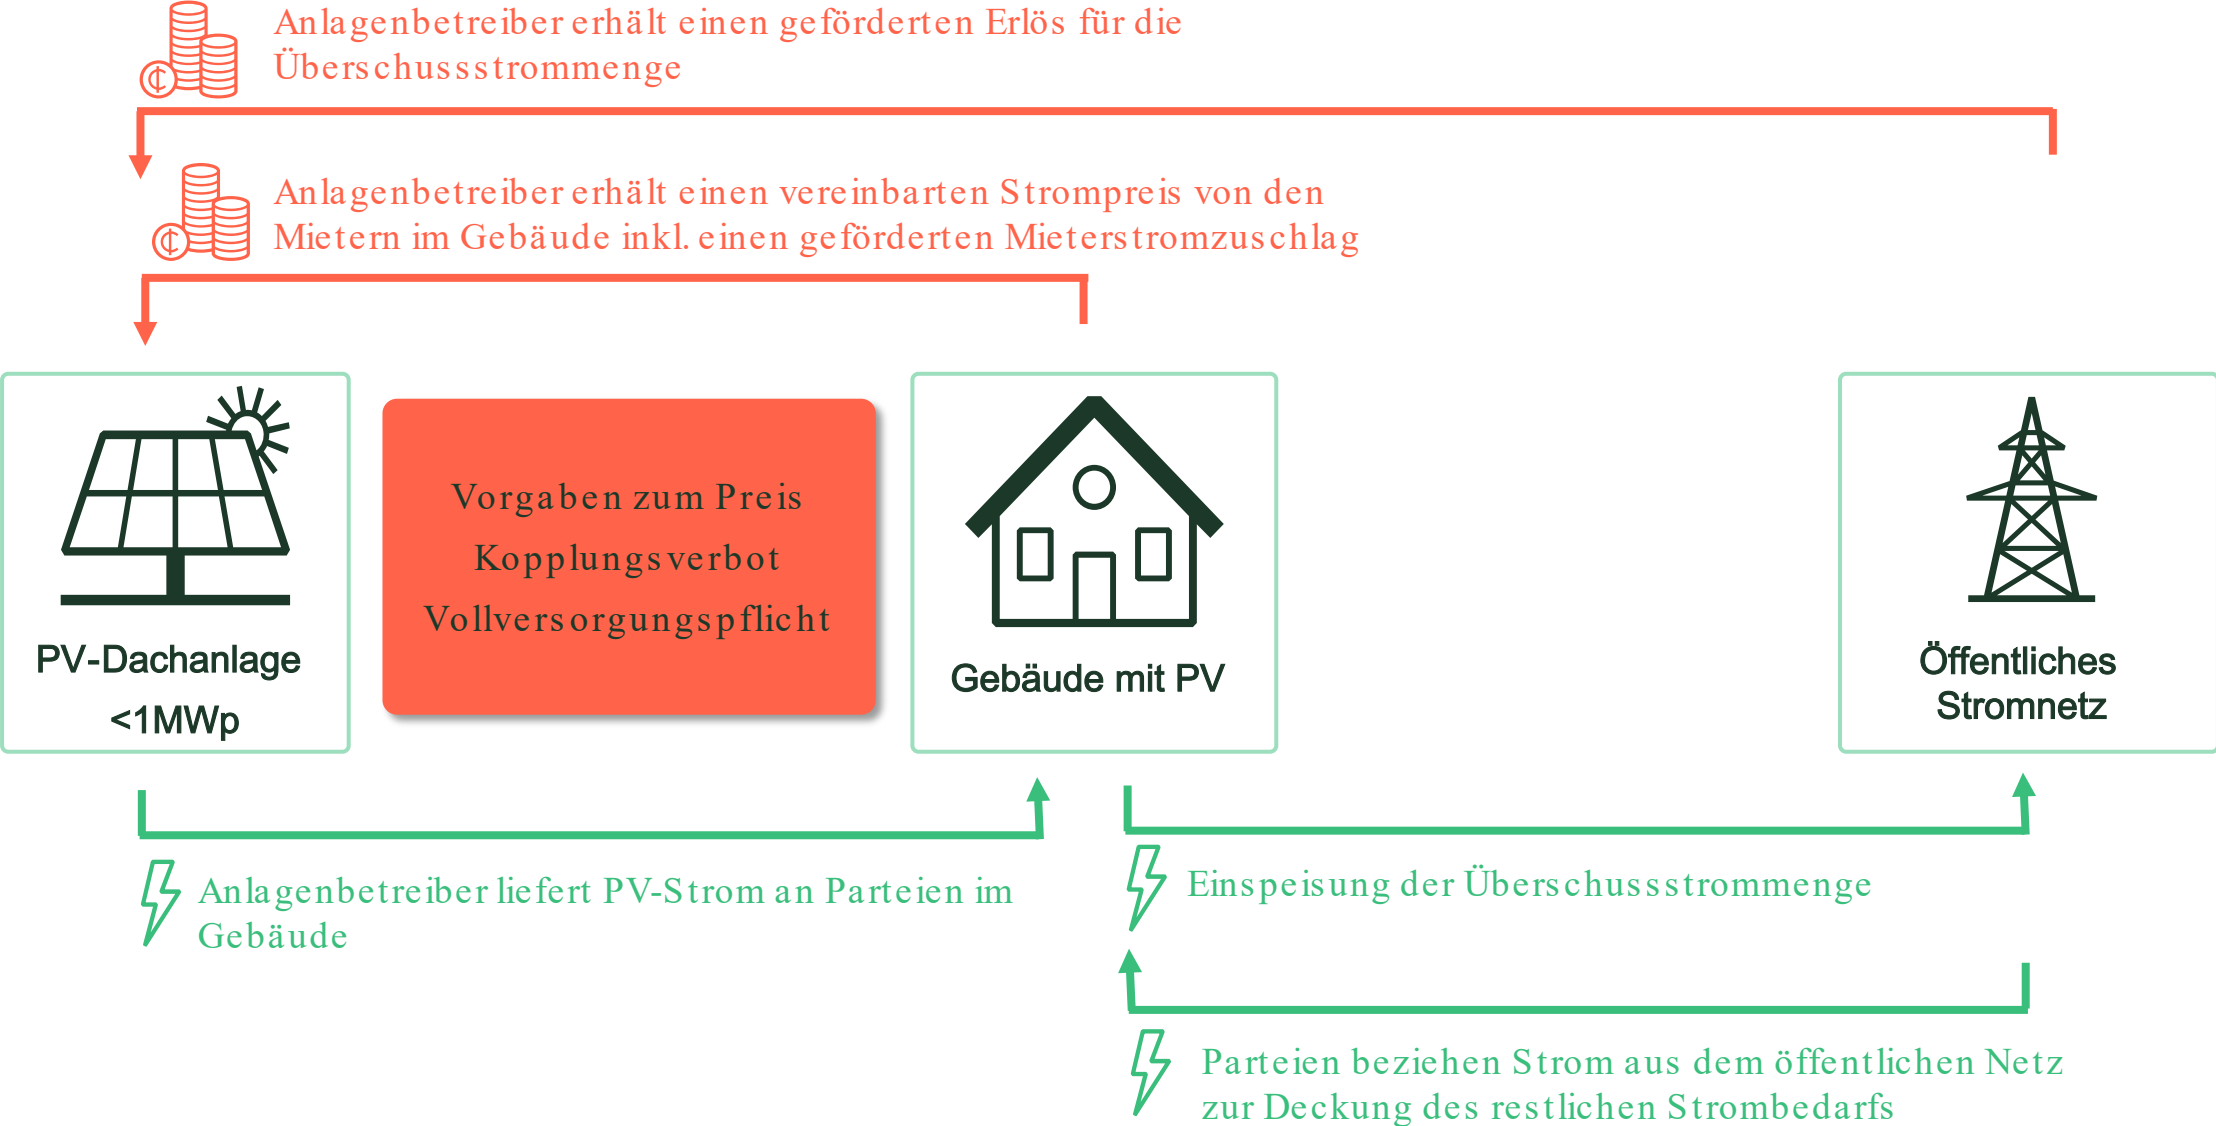 Anlagenbetreiber erhält einen geförderten Erlös für die
Überschussstrommenge
Anlagenbetreiber erhält einen vereinbarten Strompreis von den
Mietern im Gebäude inkl. einen geförderten Mieterstromzuschlag
PV-Dachanlage
<1MWp
Vorgaben zum Preis
Kopplungsverbot
Vollversorgungspflicht
Gebäude mit PV
Öffentliches
Stromnetz
Anlagenbetreiber liefert PV-Strom an Parteien im
Gebäude
Einspeisung der Überschussstrommenge
Parteien beziehen Strom aus dem öffentlichen Netz
zur Deckung des restlichen Strombedarfs